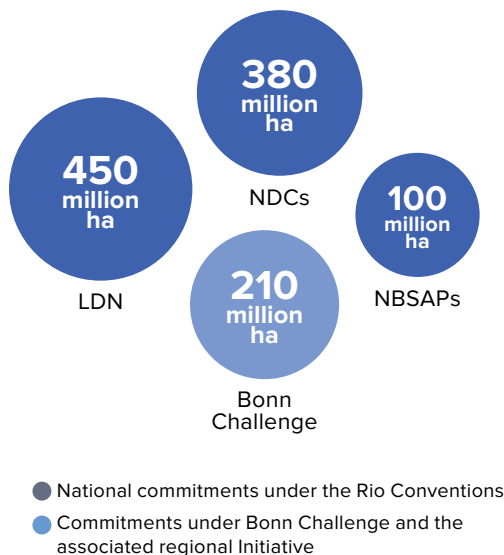 380
million
ha
NDCs
450
million
ha
LDN
100
million
ha
NBSAPs
210
million
ha
Bonn
Challenge
National commitments under the Rio Conventions
Commitments under Bonn Challenge and the
associated regional Initiative